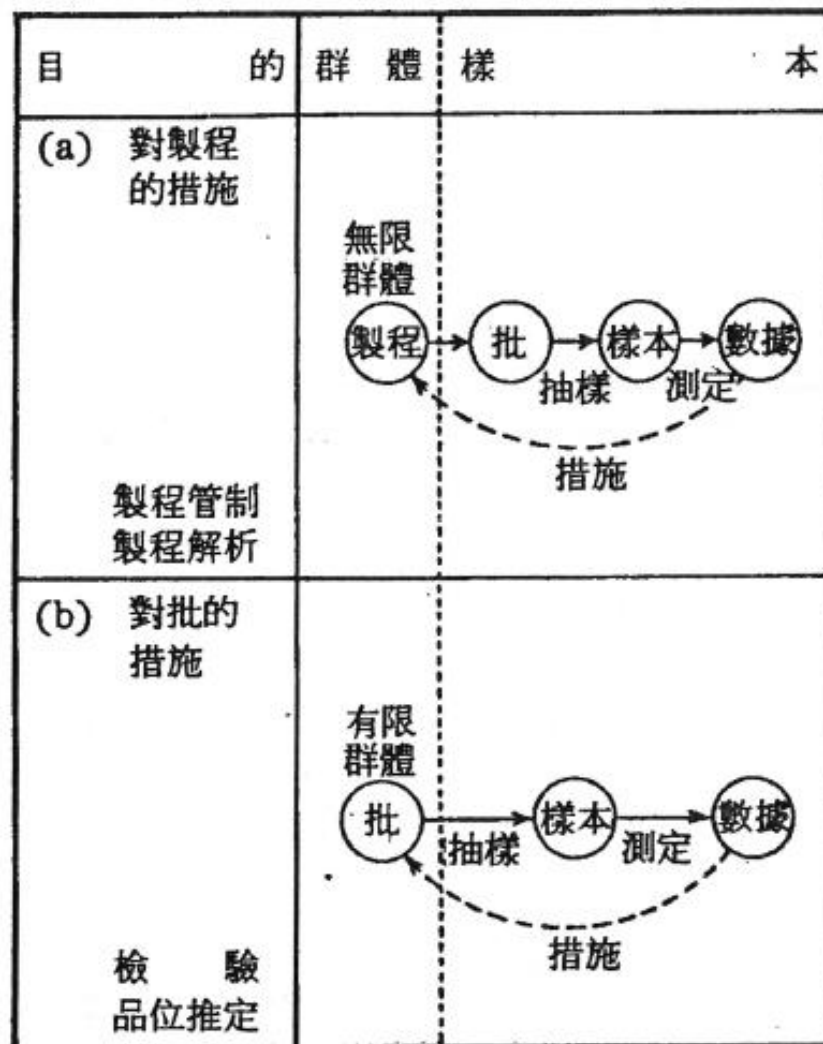 目 的 群 體 樣 本
(a) 對製程
的措施
無限
群體
製程 批 樣本 數據
抽樣 測定
措施
製程管制
製程解析
(b) 對批的
措施
有限
群體
批 樣本 數據
抽樣 測定
措施
檢 驗
品位推定